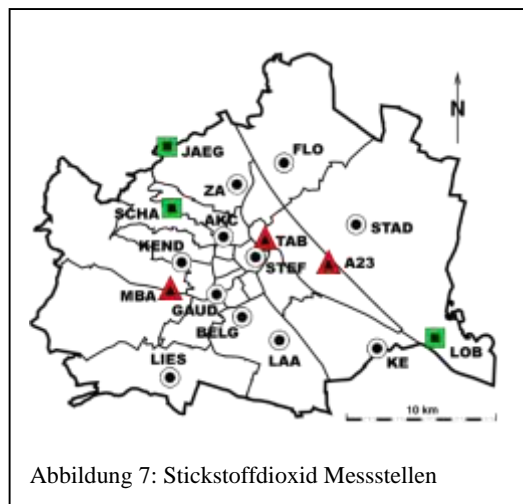 N
JAEG
FLO
ZA
SCHA
AKC
STAD
KEND
TAB
STEF
A23
MBA
GAUD
BELG
LIES
LAA
KE
LOB
10 km
Abbildung 7: Stickstoffdioxid Messstellen